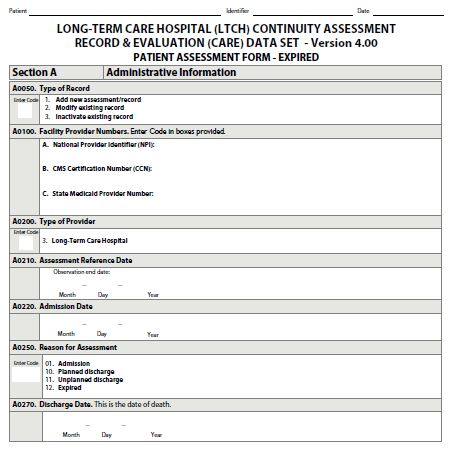 Patient Identifier Date
LONG-TERM CARE HOSPITAL (LTCH) CONTINUITY ASSESSMENT
RECORD & EVALUATION (CARE) DATA SET - Version 4.00
PATIENT ASSESSMENT FORM - EXPIRED
Section A Administrative Information
A0050. Type of Record
Enter Code
1. Add new assessment/record
2. Modify existing record
3. Inactivate existing record
A0100. Facility Provider Numbers. Enter Code in boxes provided.
A. National Provider Identifier (NPI):
B. CMS Certification Number (CCN):
C. State Medicaid Provider Number:
A0200. Type of Provider
Enter Code
3. Long-Term Care Hospital
A0210. Assessment Reference Date
Observation end date:
– –
Month Day Year
A0220. Admission Date
– –
Month Day Year
A0250. Reason for Assessment
Enter Code
01. Admission
10. Planned discharge
11. Unplanned discharge
12. Expired
A0270. Discharge Date. This is the date of death.
– –
Month Day Year